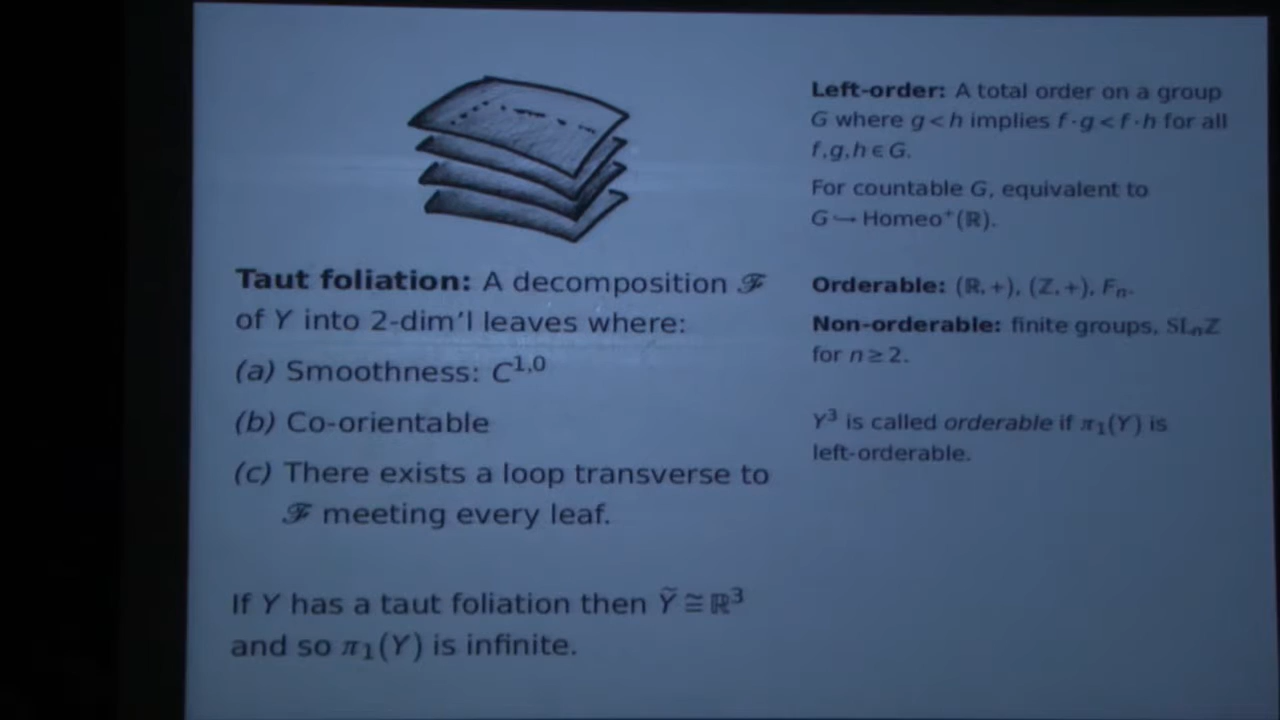 Taut foliation: A decomposition ℱ
of Y into 2-dim'l leaves where:
(a) Smoothness: C^{1,0}
(b) Co-orientable
(c) There exists a loop transverse to
ℱ meeting every leaf.
If Y has a taut foliation then Ỹ ≅ ℝ³
and so π₁(Y) is infinite.
Left-order: A total order on a group
G where g < h implies f · g < f · h for all
f, g, h ∈ G.
For countable G, equivalent to
G ↪ Homeo⁺(ℝ).
Orderable: (ℝ, +), (ℤ, +), Fₙ.
Non-orderable: finite groups, SLₙℤ
for n ≥ 2.
Y³ is called orderable if π₁(Y) is
left-orderable.